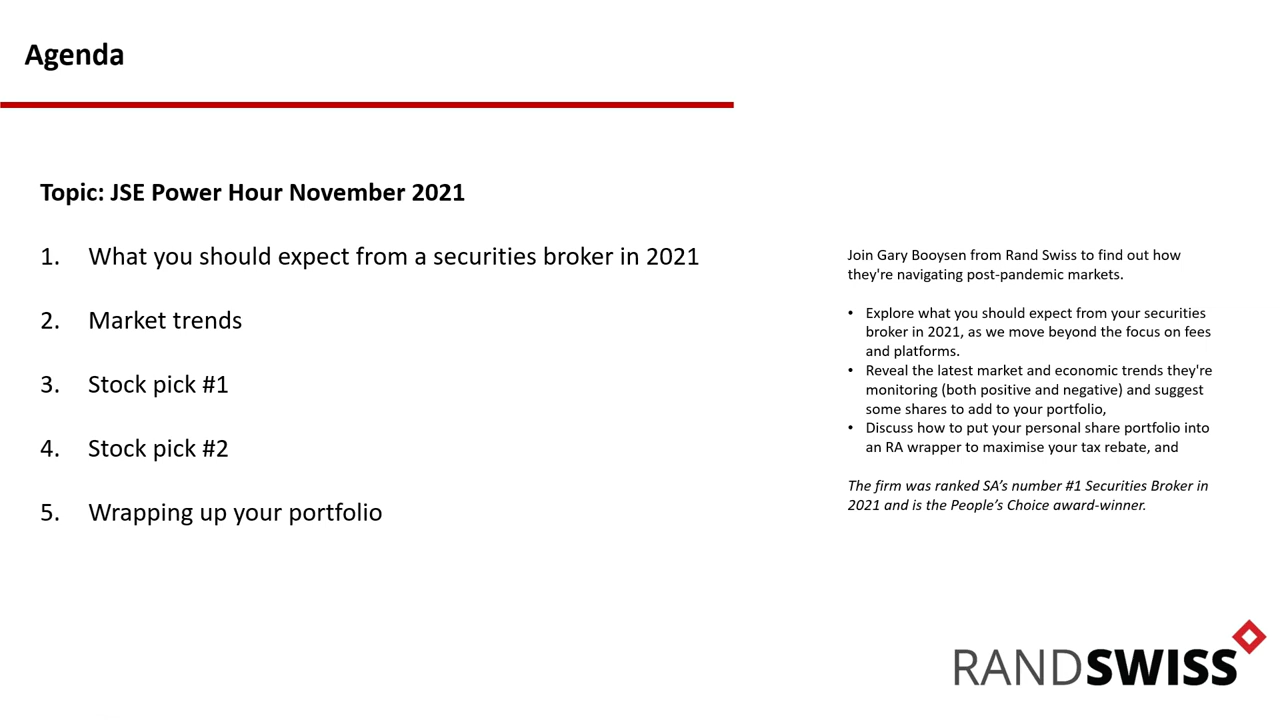 Agenda
Topic: JSE Power Hour November 2021
1. What you should expect from a securities broker in 2021
2. Market trends
3. Stock pick #1
4. Stock pick #2
5. Wrapping up your portfolio
Join Gary Booysen from Rand Swiss to find out how
they're navigating post-pandemic markets.
• Explore what you should expect from your securities
broker in 2021, as we move beyond the focus on fees
and platforms.
• Reveal the latest market and economic trends they're
monitoring (both positive and negative) and suggest
some shares to add to your portfolio,
• Discuss how to put your personal share portfolio into
an RA wrapper to maximise your tax rebate, and
The firm was ranked SA’s number #1 Securities Broker in
2021 and is the People’s Choice award-winner.
RANDSWISS